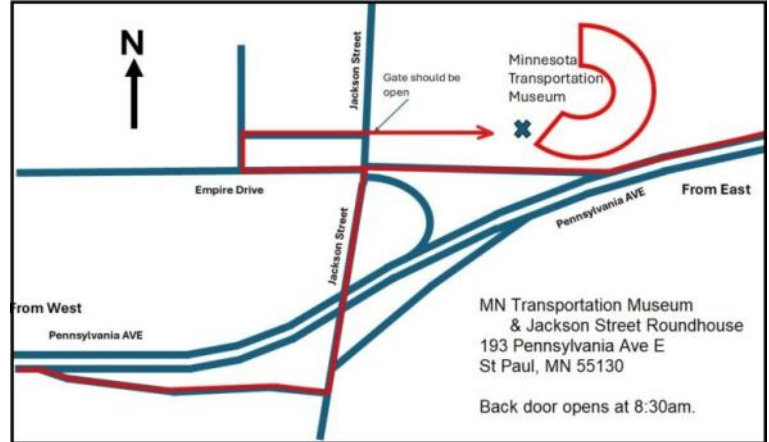 N
Jackson Street
Gate should be
open
Minnesota
Transportation
Museum
Empire Drive
Jackson Street
Pennsylvania AVE
From East
From West
Pennsylvania AVE
MN Transportation Museum
& Jackson Street Roundhouse
193 Pennsylvania Ave E
St Paul, MN 55130
Back door opens at 8:30am.